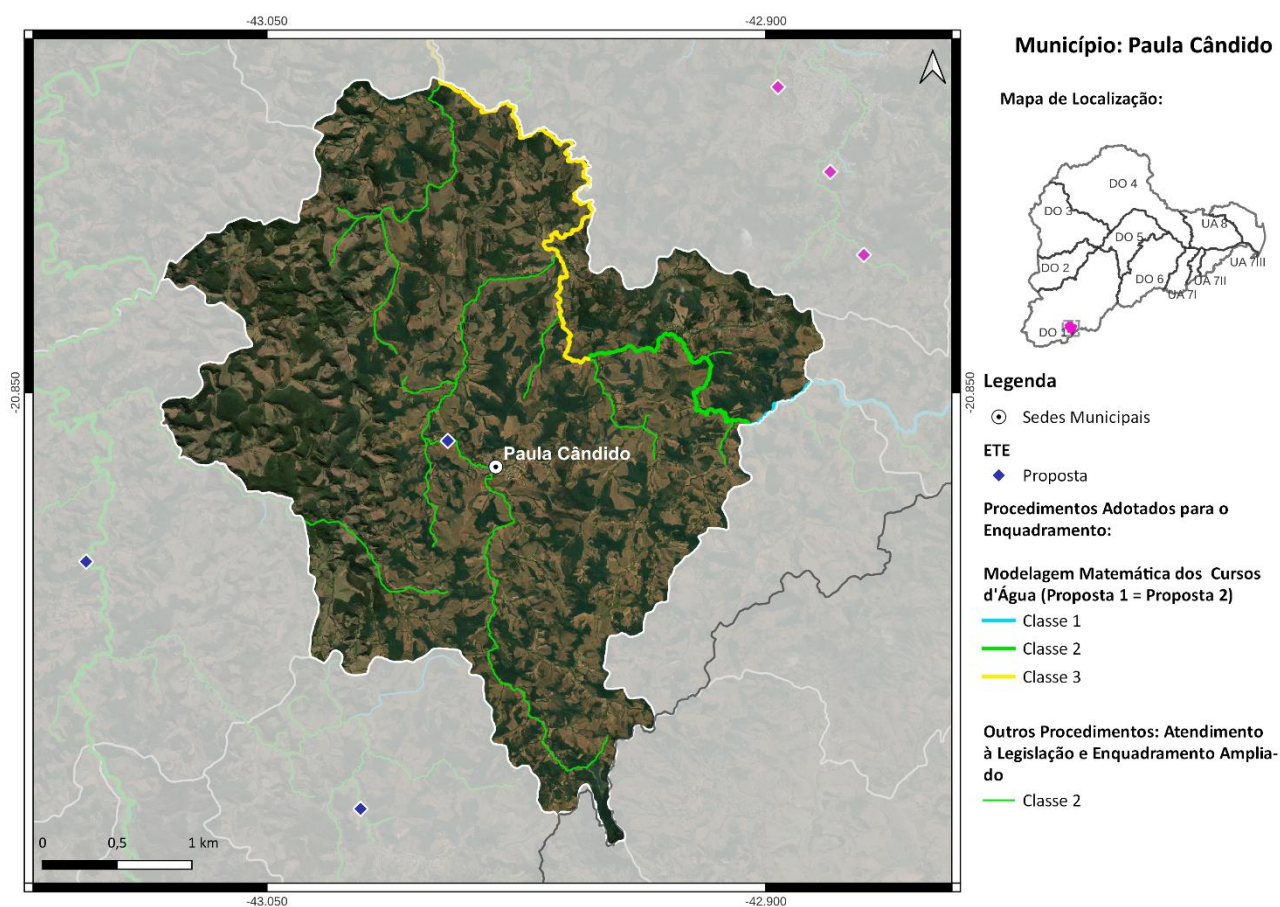 -43.050
-42.900
Município: Paula Cândido
Mapa de Localização:
DO 4
DO 3
UA 8
DO 5
UA 7III
DO 2
DO 6
UA 7II
UA 7I
DO 1
-20.850
-20.850
Legenda
Sedes Municipais
ETE
Proposta
Paula Cândido
Procedimentos Adotados para o
Enquadramento:
Modelagem Matemática dos Cursos
d'Água (Proposta 1 = Proposta 2)
Classe 1
Classe 2
Classe 3
Outros Procedimentos: Atendimento
à Legislação e Enquadramento Amplia-
do
Classe 2
0 0,5 1 km
-43.050
-42.900